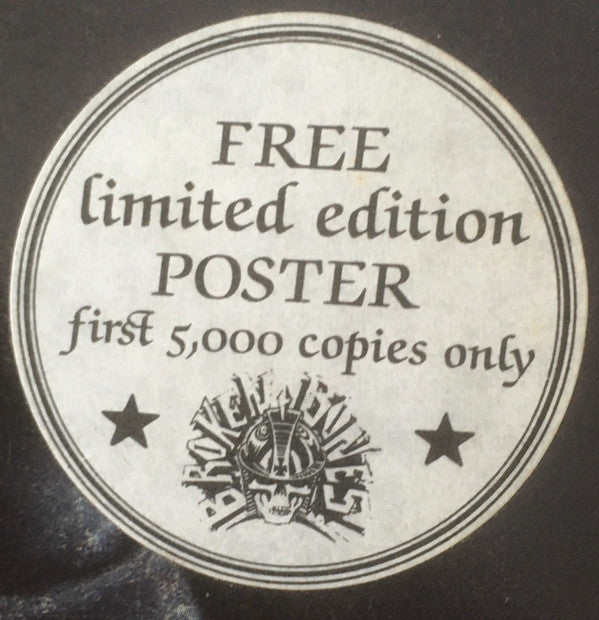 FREE
limited edition
POSTER
first 5,000 copies only
BROKEN BONES